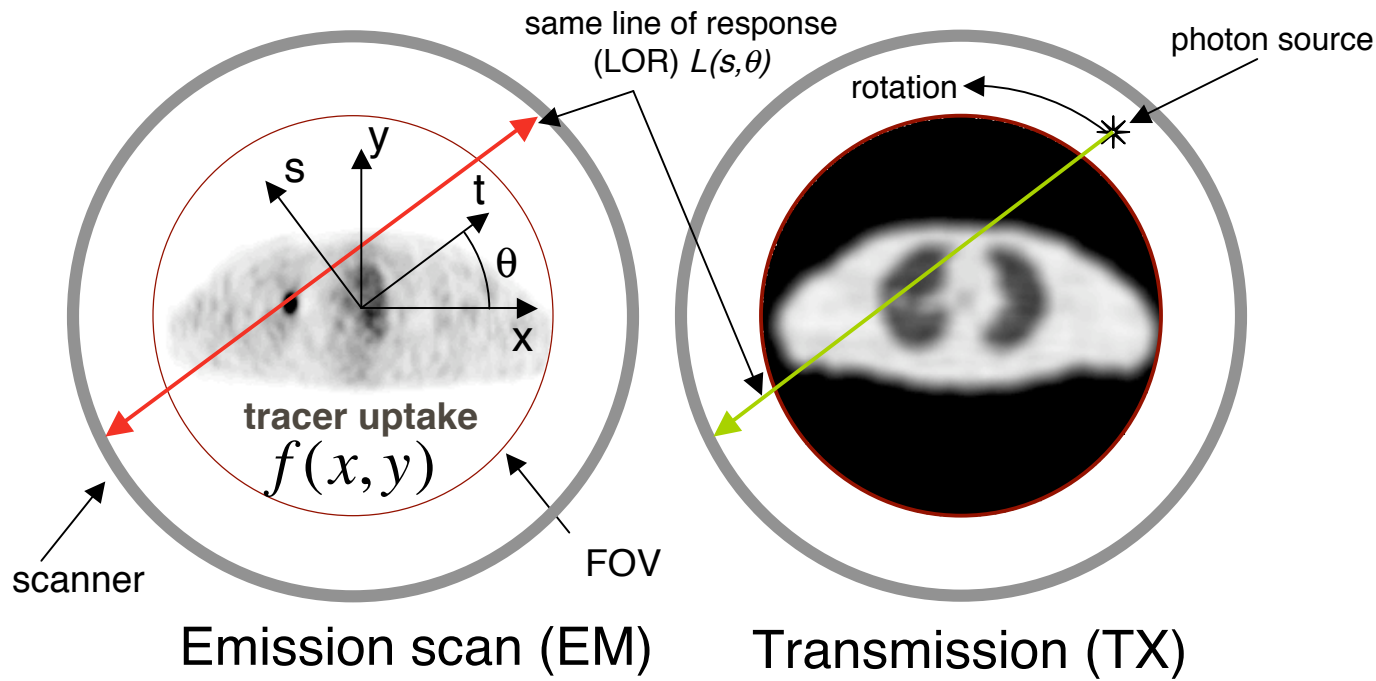 same line of response
(LOR) L(s,θ)
photon source
rotation
y
s
t
θ
x
tracer uptake
f(x,y)
scanner
FOV
Emission scan (EM)
Transmission (TX)